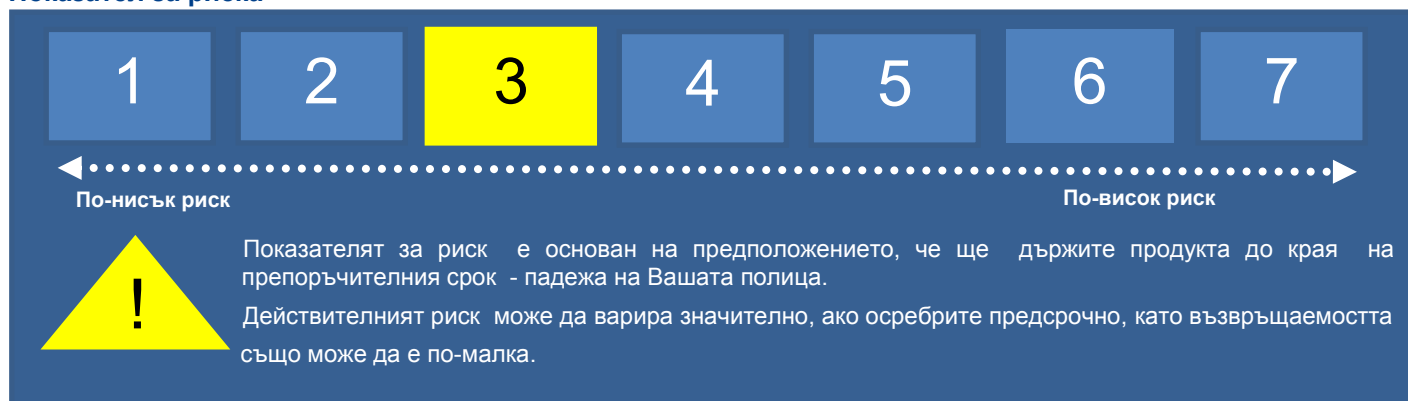 Показател за риска
1 2 3 4 5 6 7
По-нисък риск По-висок риск
!
Показателят за риск е основан на предположението, че ще държите продукта до края на
препоръчителния срок - падежа на Вашата полица.
Действителният риск може да варира значително, ако осребрите предсрочно, като възвръщаемостта
също може да е по-малка.